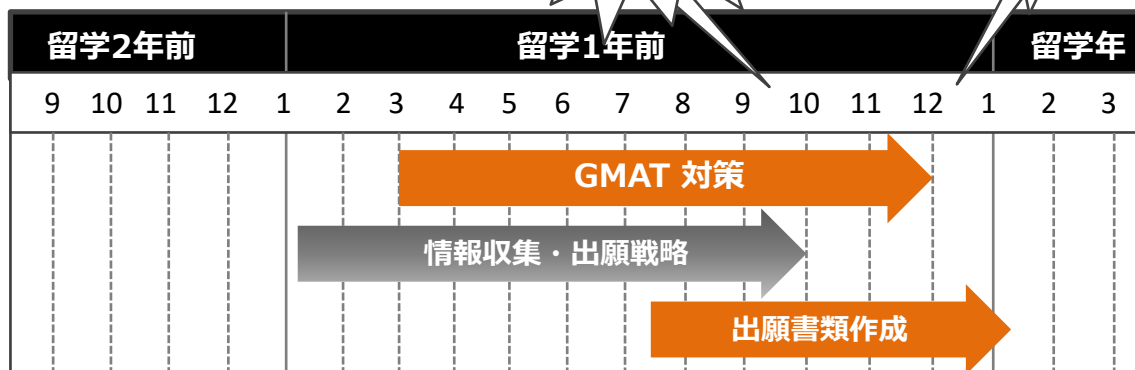 留学2年前 留学1年前 留学年
9 10 11 12 1 2 3 4 5 6 7 8 9 10 11 12 1 2 3
GMAT 対策
情報収集・出願戦略
出願書類作成